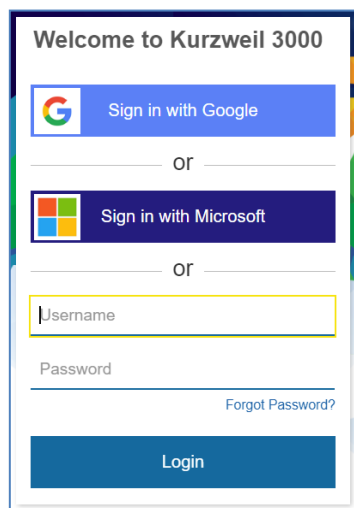 Welcome to Kurzweil 3000
Sign in with Google
or
Sign in with Microsoft
or
Username
Password
Forgot Password?
Login